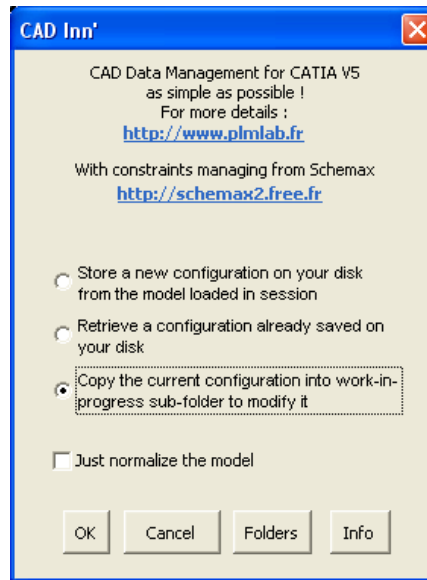 CAD Inn'
CAD Data Management for CATIA V5
as simple as possible !
For more details :
http://www.plmlab.fr
With constraints managing from Schemax
http://schemax2.free.fr
Store a new configuration on your disk
from the model loaded in session
Retrieve a configuration already saved on
your disk
Copy the current configuration into work-in-
progress sub-folder to modify it
Just normalize the model
OK Cancel Folders Info